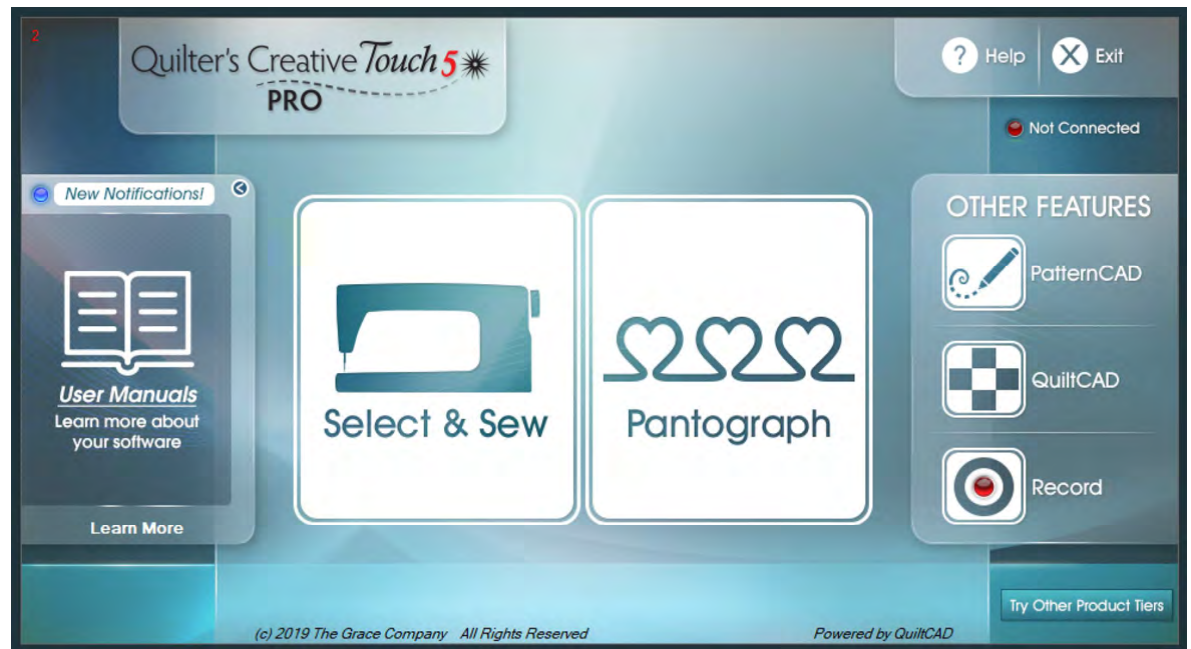 2
Quilter's Creative Touch 5
PRO
Help
Exit
Not Connected
New Notifications!
User Manuals
Learn more about
your software
Learn More
Select & Sew
Pantograph
OTHER FEATURES
PatternCAD
QuiltCAD
Record
Try Other Product Tiers
(c) 2019 The Grace Company All Rights Reserved
Powered by QuiltCAD